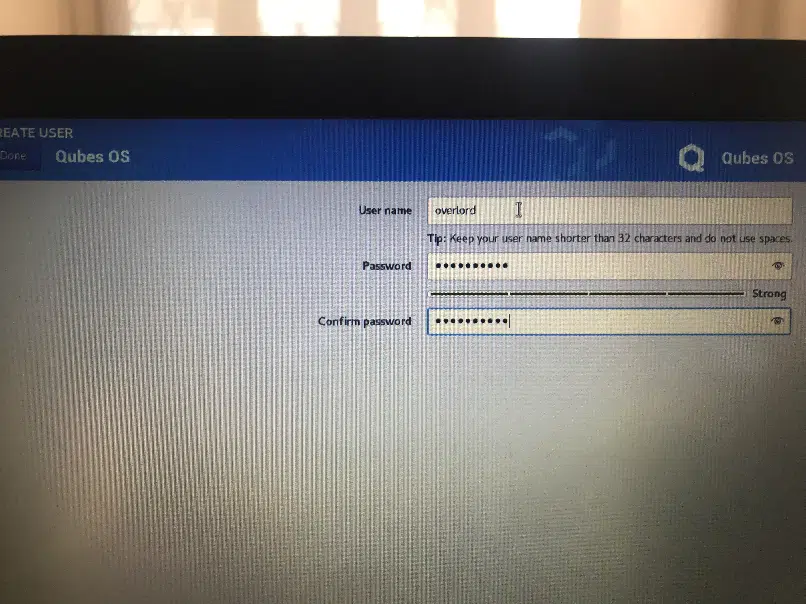 REATE USER
Done
Qubes OS
Qubes OS
User name
overlord
Tip: Keep your user name shorter than 32 characters and do not use spaces.
Password ••••••••••
Strong
Confirm password ••••••••••